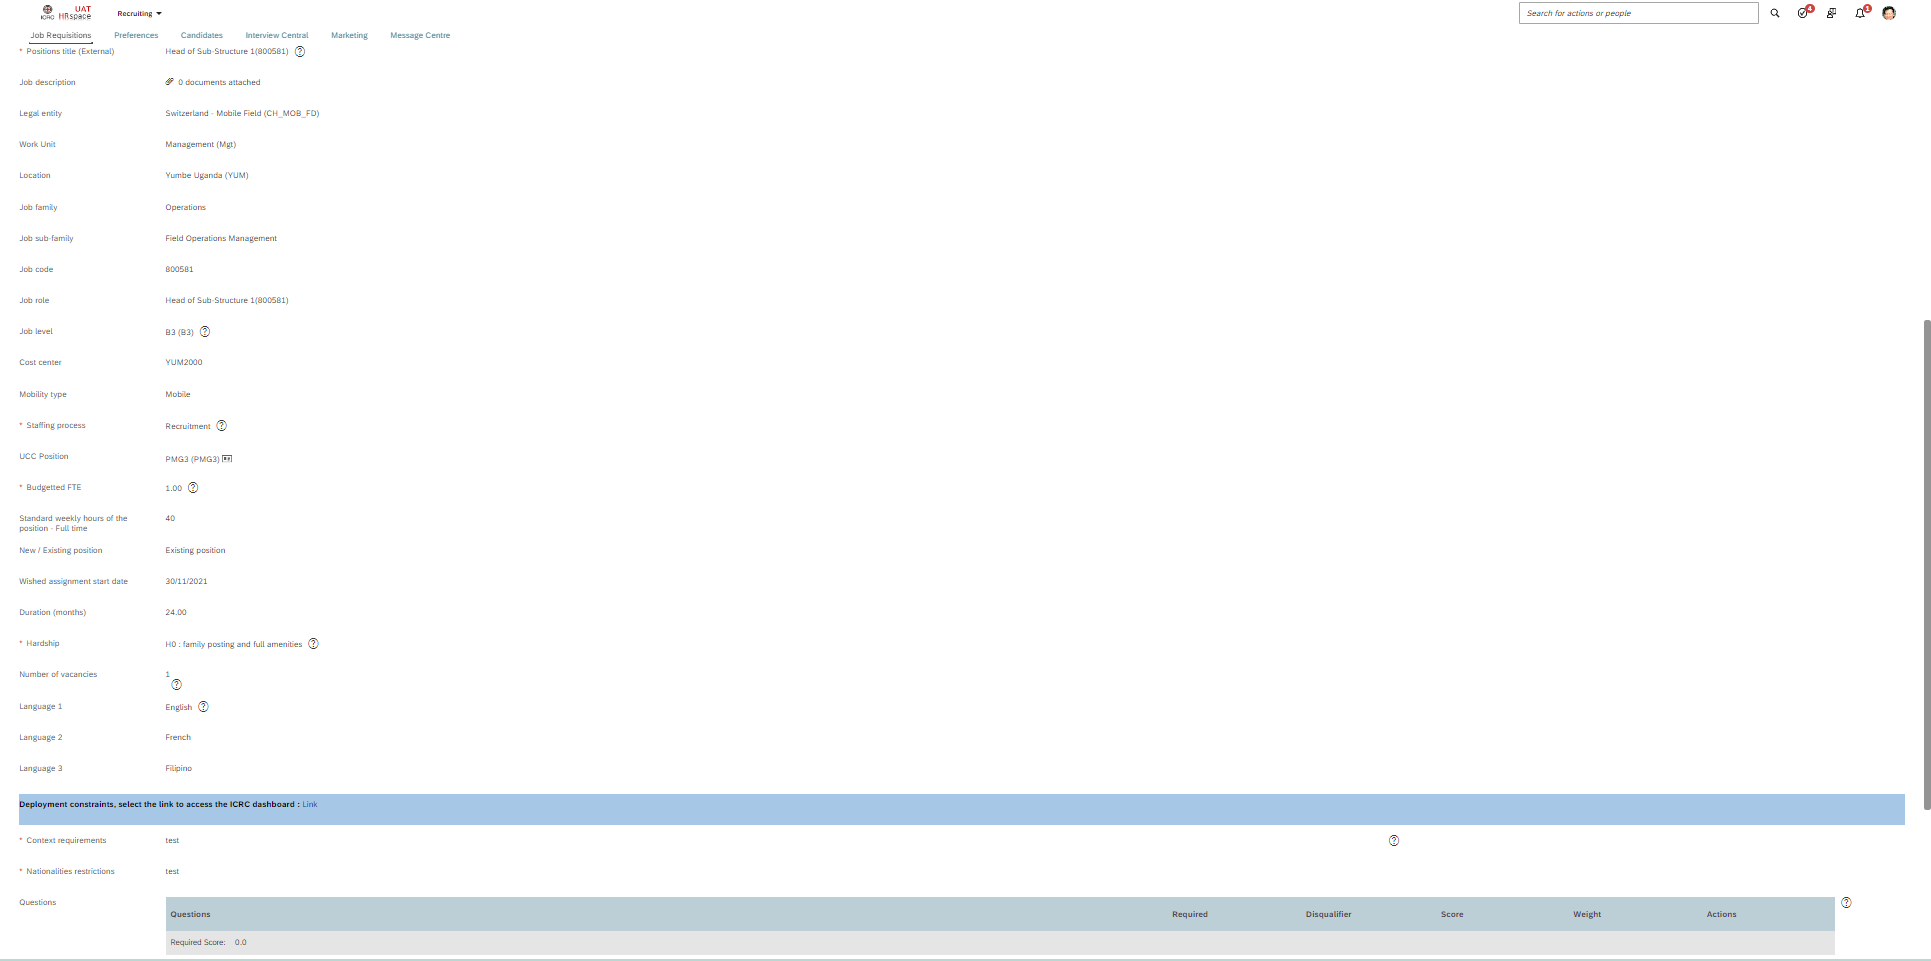 ICRC UAT HRspace Recruiting Search for actions or people 4 1
Job Requisitions Preferences Candidates Interview Central Marketing Message Centre
* Positions title (External) Head of Sub-Structure 1(800581) ?
Job description 0 documents attached
Legal entity Switzerland - Mobile Field (CH_MOB_FD)
Work Unit Management (Mgt)
Location Yumbe Uganda (YUM)
Job family Operations
Job sub-family Field Operations Management
Job code 800581
Job role Head of Sub-Structure 1(800581)
Job level B3 (B3) ?
Cost center YUM2000
Mobility type Mobile
* Staffing process Recruitment ?
UCC Position PMG3 (PMG3)
* Budgetted FTE 1.00 ?
Standard weekly hours of the
position - Full time 40
New / Existing position Existing position
Wished assignment start date 30/11/2021
Duration (months) 24.00
* Hardship H0 : family posting and full amenities ?
Number of vacancies 1
?
Language 1 English ?
Language 2 French
Language 3 Filipino
Deployment constraints, select the link to access the ICRC dashboard : Link
* Context requirements test ?
* Nationalities restrictions test
Questions ?
Questions Required Disqualifier Score Weight Actions
Required Score: 0.0